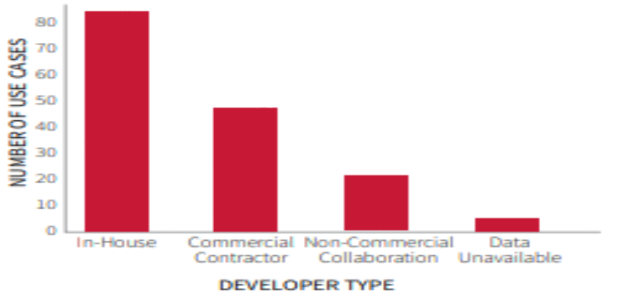 NUMBER OF USE CASES
80
70
60
50
40
30
20
10
0
In-House
Commercial Contractor
Non-Commercial Collaboration
Data Unavailable
DEVELOPER TYPE